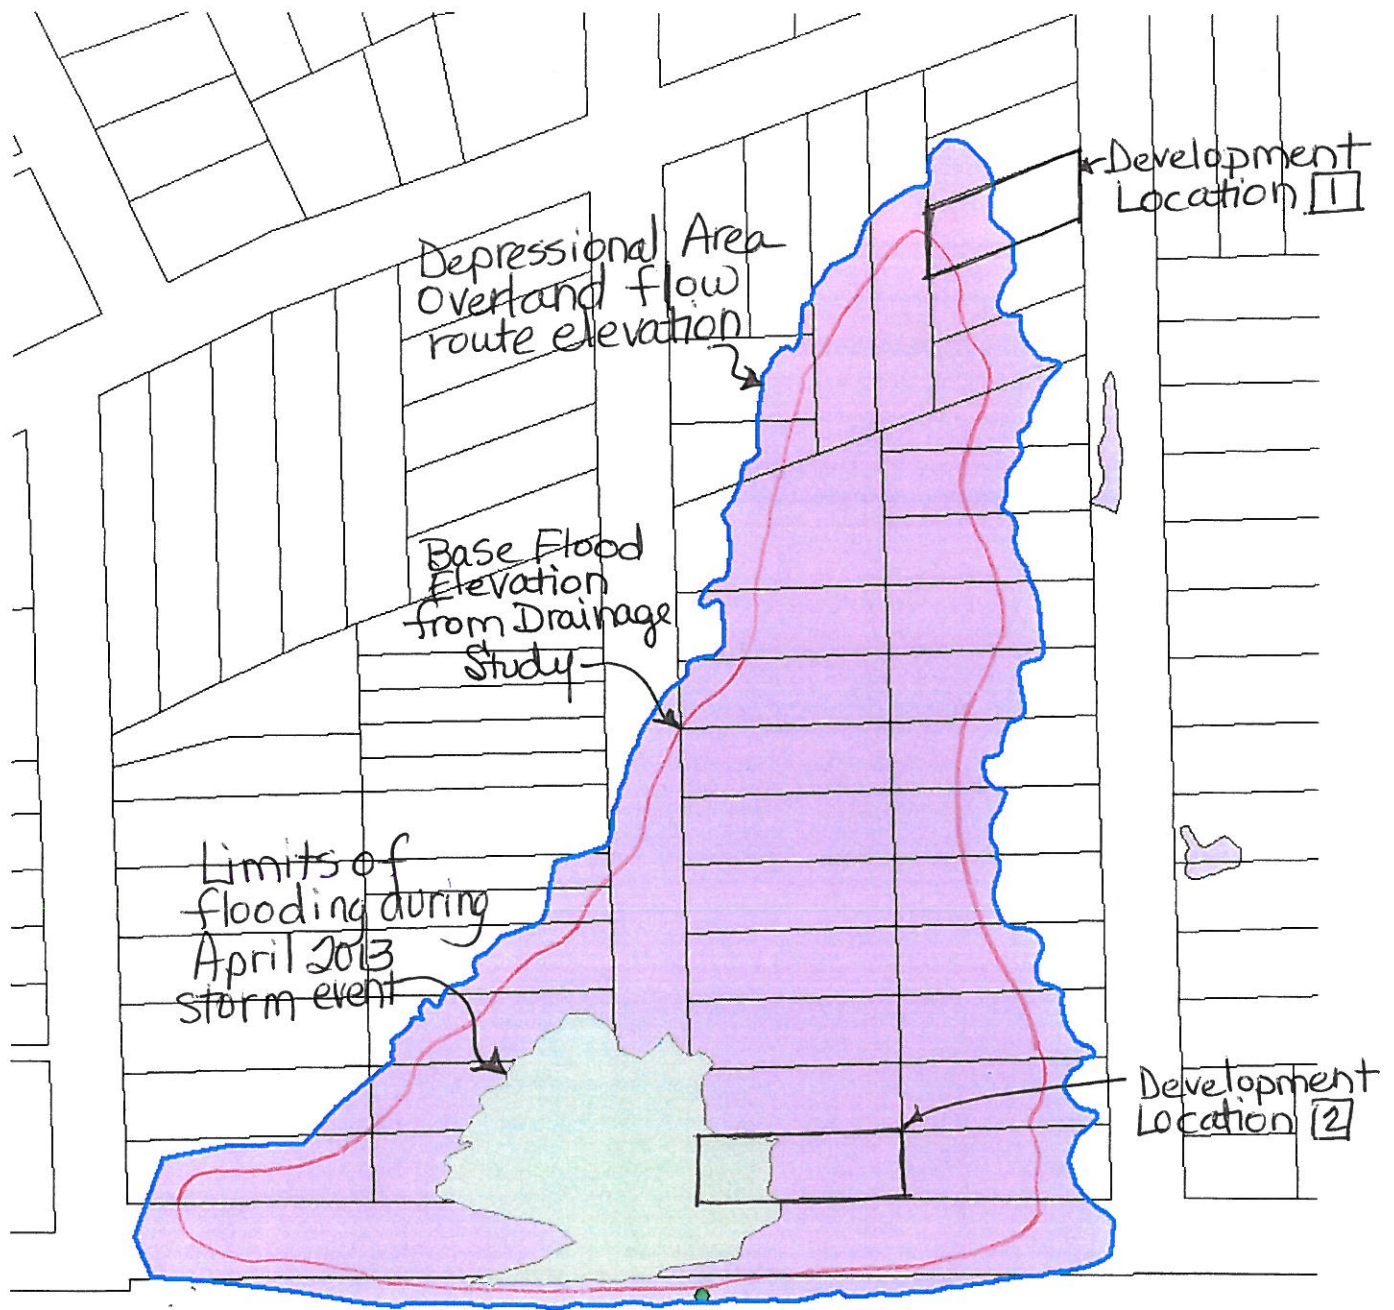 Development
Location 1
Depressional Area
overland flow
route elevation
Base Flood
Elevation
from Drainage
Study
Limits of
flooding during
April 2013
storm event
Development
Location 2